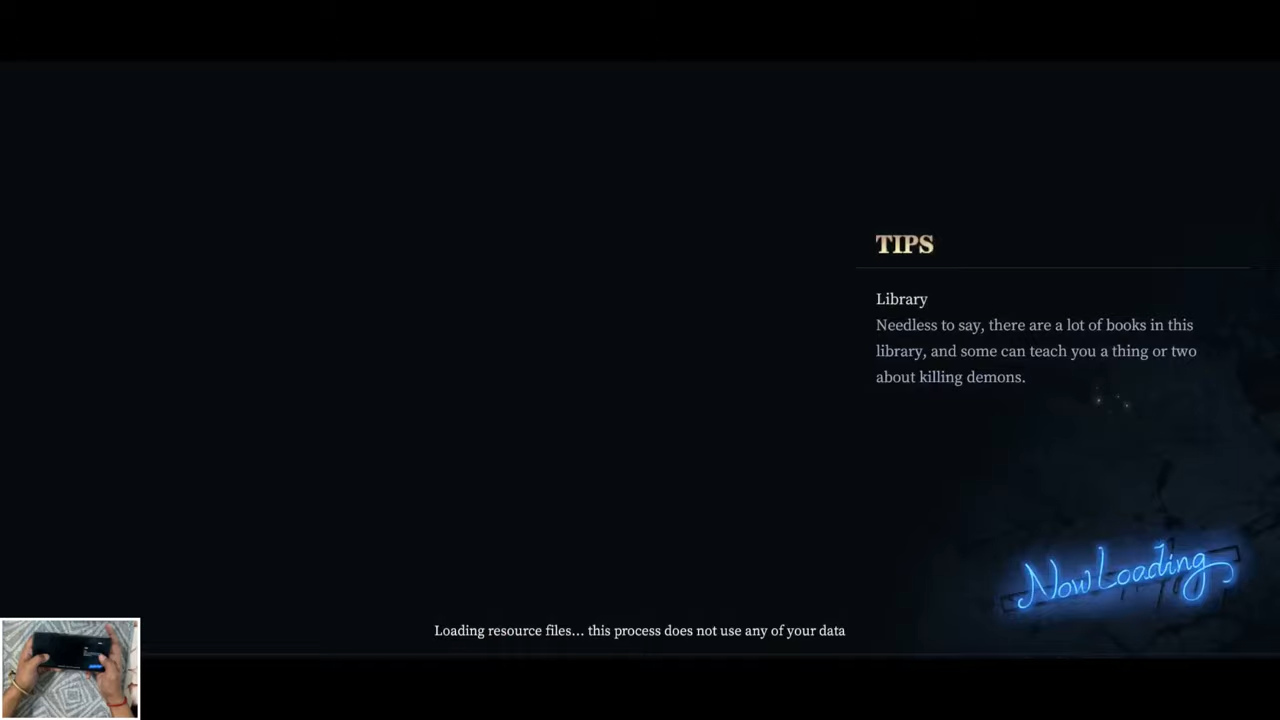 TIPS
Library
Needless to say, there are a lot of books in this
library, and some can teach you a thing or two
about killing demons.
Now Loading
Loading resource files... this process does not use any of your data